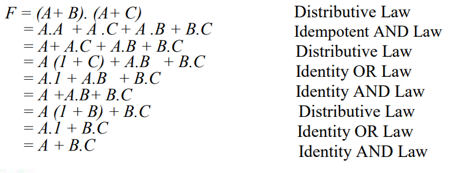 F = (A+ B). (A+ C) Distributive Law
= A.A + A .C + A .B + B.C Idempotent AND Law
= A+ A.C + A.B + B.C Distributive Law
= A (1 + C) + A.B + B.C Identity OR Law
= A.1 + A.B + B.C Identity AND Law
= A +A.B+ B.C Distributive Law
= A (1 + B) + B.C Identity OR Law
= A.1 + B.C Identity AND Law
= A + B.C